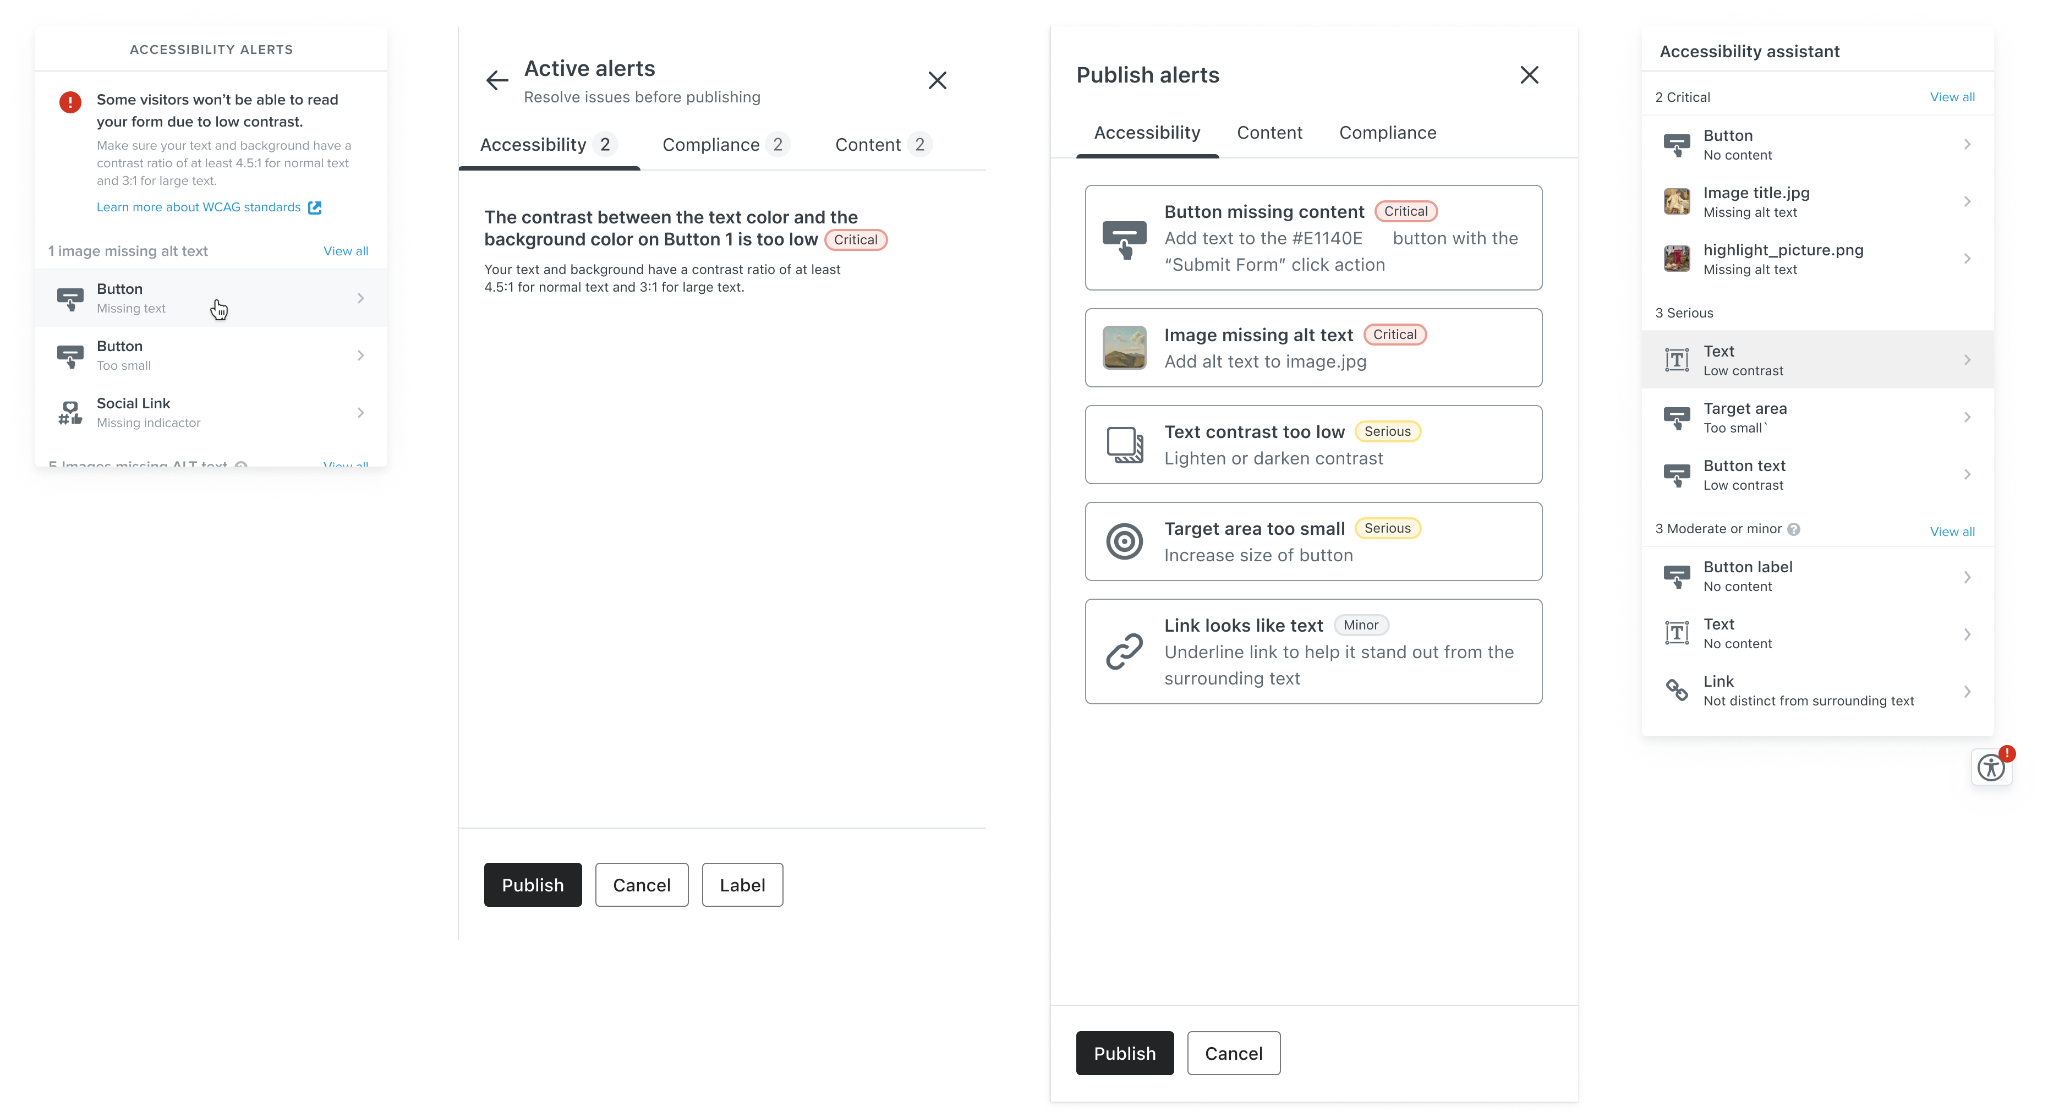 ACCESSIBILITY ALERTS
!
Some visitors won't be able to read
your form due to low contrast.
Make sure your text and background have a
contrast ratio of at least 4.5:1 for normal text
and 3:1 for large text.
Learn more about WCAG standards
1 image missing alt text View all
Button
Missing text
Button
Too small
Social Link
Missing indicactor
5 Images missing ALT text ? View all
Active alerts
Resolve issues before publishing
Accessibility 2 Compliance 2 Content 2
The contrast between the text color and the
background color on Button 1 is too low Critical
Your text and background have a contrast ratio of at least
4.5:1 for normal text and 3:1 for large text.
Publish Cancel Label
Publish alerts
Accessibility Content Compliance
Button missing content Critical
Add text to the #E1140E button with the
“Submit Form” click action
Image missing alt text Critical
Add alt text to image.jpg
Text contrast too low Serious
Lighten or darken contrast
Target area too small Serious
Increase size of button
Link looks like text Minor
Underline link to help it stand out from the
surrounding text
Publish Cancel
Accessibility assistant
2 Critical View all
Button
No content
Image title.jpg
Missing alt text
highlight_picture.png
Missing alt text
3 Serious
T Text
Low contrast
Target area
Too small`
Button text
Low contrast
3 Moderate or minor ? View all
Button label
No content
T Text
No content
Link
Not distinct from surrounding text
!